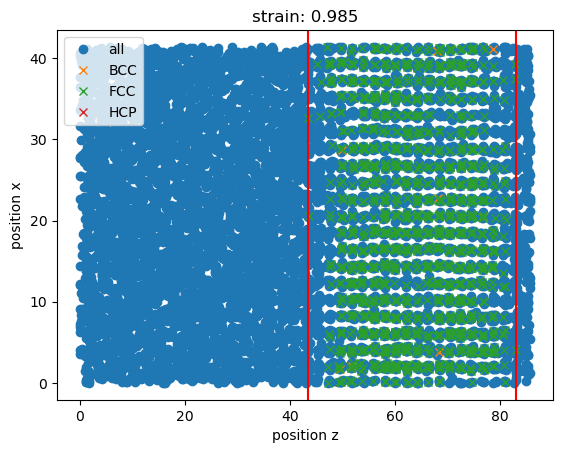 strain: 0.985
all
BCC
FCC
HCP
40
30
20
10
0
position x
0 20 40 60 80
position z